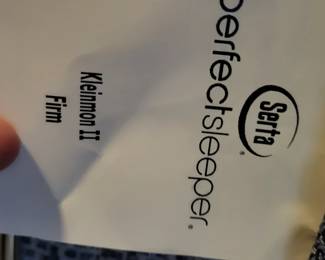 Serta®
perfectsleeper®
Kleinmon II
Firm